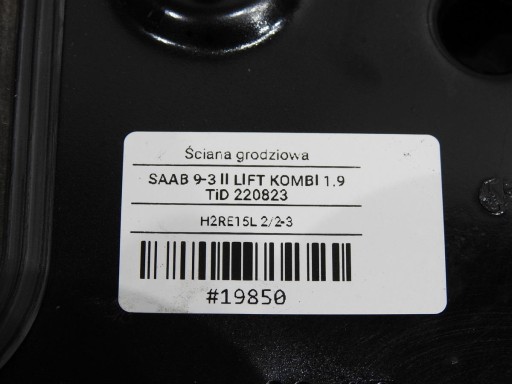 Ściana grodziowa
SAAB 9-3 II LIFT KOMBI 1.9
TiD 220823
H2RE15L 2/2-3
#19850